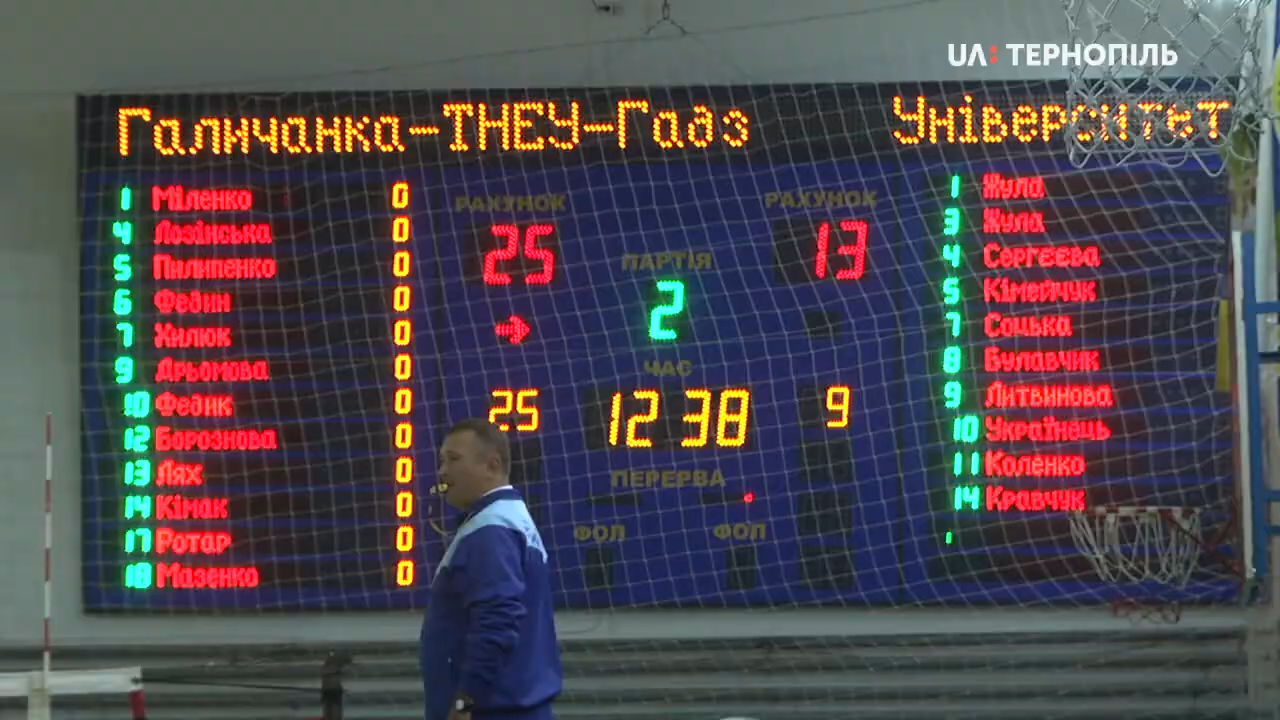 UA: ТЕРНОПІЛЬ
Галичанка-ТНЕУ-Гадз
Університет
1 Міленко 0
4 Лозінська 0
5 Пилипенко 0
6 Федин 0
7 Хилюк 0
9 Дрьомова 0
10 Федик 0
12 Борознова 0
13 Лях 0
14 Кімак 0
17 Ротар 0
18 Мазенко 0
РАХУНОК
РАХУНОК
25
13
ПАРТІЯ
2
ЧАС
25
12 38
9
ПЕРЕРВА
ФОЛ
ФОЛ
1 Жула
3 Жула
4 Сергєєва
5 Кімейчук
7 Соцька
8 Булавчик
9 Литвинова
10 Українець
11 Коленко
14 Кравчук